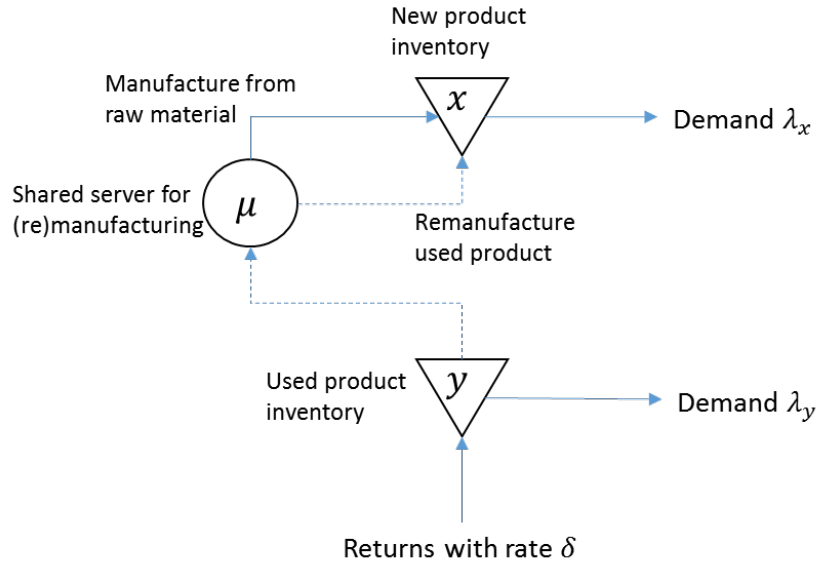 New product
inventory
Manufacture from
raw material
x
Demand λx
Shared server for
(re)manufacturing
μ
Remanufacture
used product
Used product
inventory
y
Demand λy
Returns with rate δ